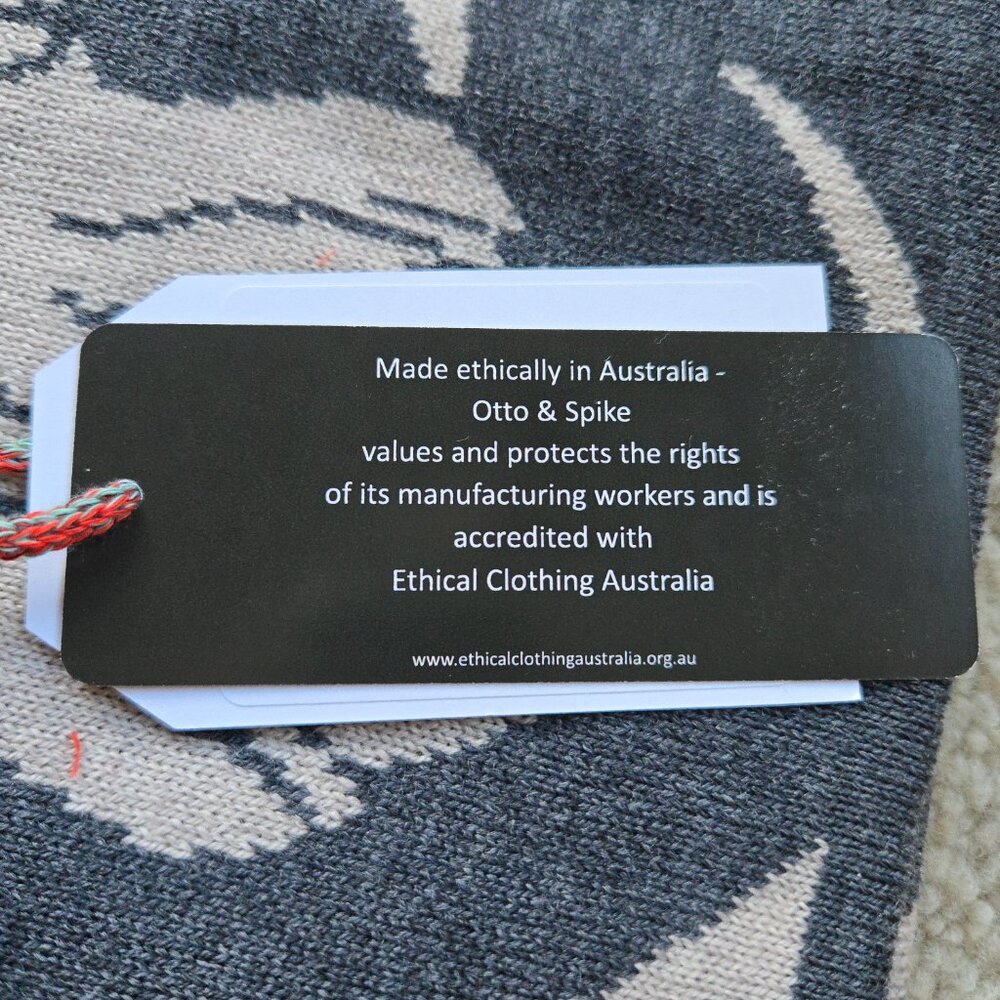 Made ethically in Australia -
Otto & Spike
values and protects the rights
of its manufacturing workers and is
accredited with
Ethical Clothing Australia
www.ethicalclothingaustralia.org.au